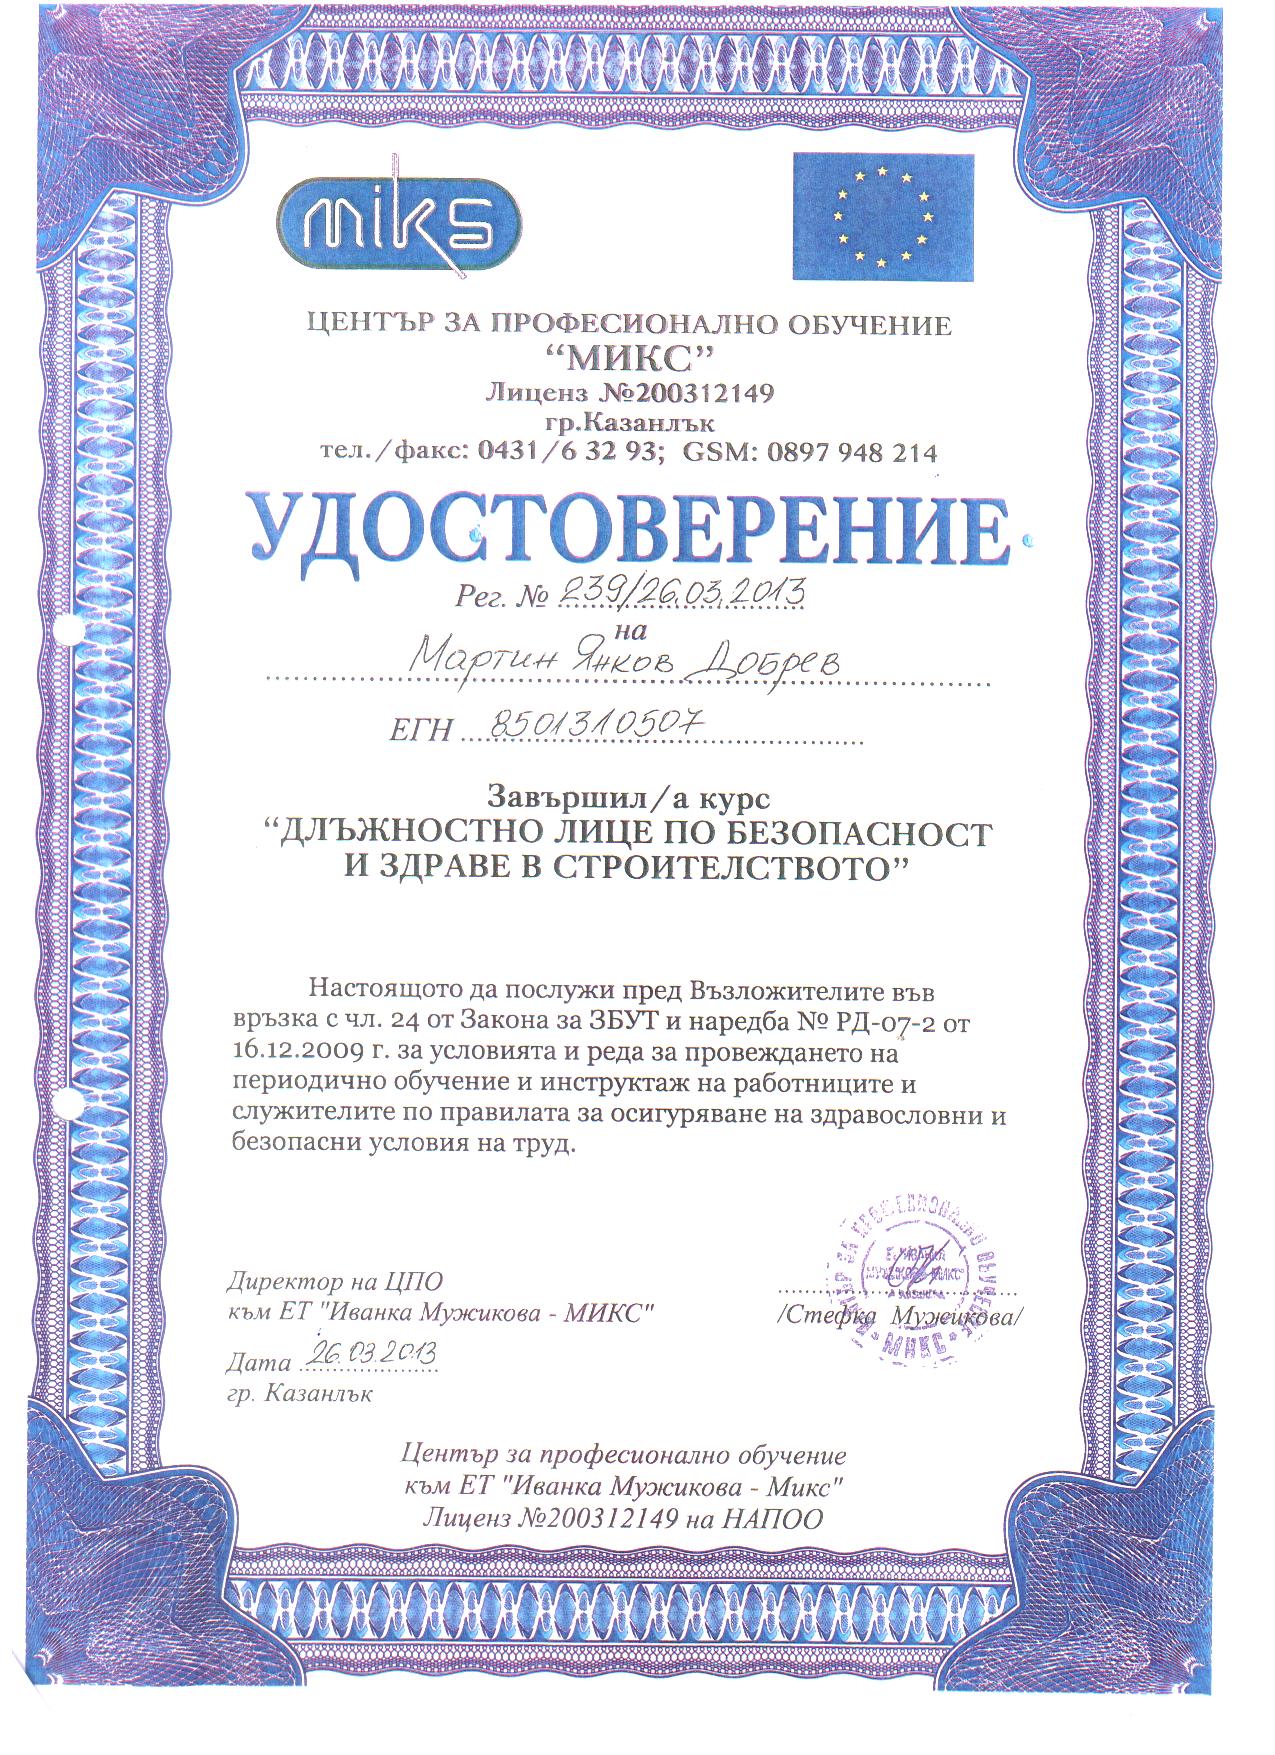 miks
ЦЕНТЪР ЗА ПРОФЕСИОНАЛНО ОБУЧЕНИЕ
“МИКС”
Лиценз №200312149
гр.Казанлък
тел./факс: 0431/6 32 93; GSM: 0897 948 214
УДОСТОВЕРЕНИЕ
Рег. № 239/26.03.2013
на
Мартин Янков Добрев
ЕГН 8501310507
Завършил/а курс
“ДЛЪЖНОСТНО ЛИЦЕ ПО БЕЗОПАСНОСТ
И ЗДРАВЕ В СТРОИТЕЛСТВОТО”
Настоящото да послужи пред Възложителите във
връзка с чл. 24 от Закона за ЗБУТ и наредба № РД-07-2 от
16.12.2009 г. за условията и реда за провеждането на
периодично обучение и инструктаж на работниците и
служителите по правилата за осигуряване на здравословни и
безопасни условия на труд.
Директор на ЦПО
към ЕТ "Иванка Мужикова - МИКС"
/Стефка Мужикова/
Дата 26.03.2013
гр. Казанлък
Център за професионално обучение
към ЕТ "Иванка Мужикова - Микс"
Лиценз №200312149 на НАПОО